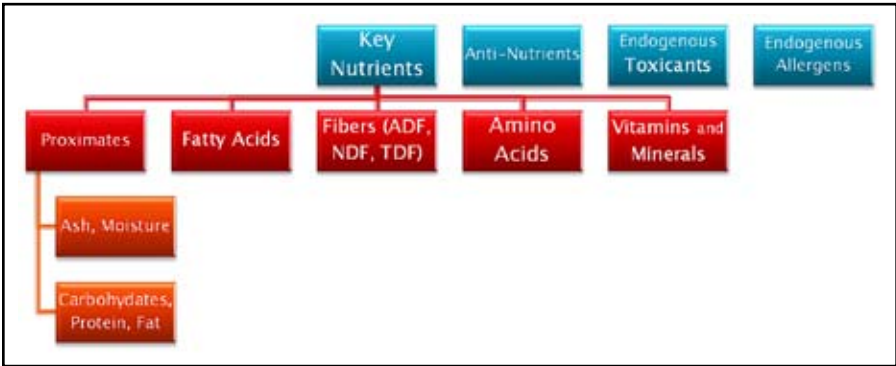 Key
Nutrients
Anti-Nutrients
Endogenous
Toxicants
Endogenous
Allergens
Proximates
Fatty Acids
Fibers (ADF,
NDF, TDF)
Amino
Acids
Vitamins and
Minerals
Ash, Moisture
Carbohydrates,
Protein, Fat